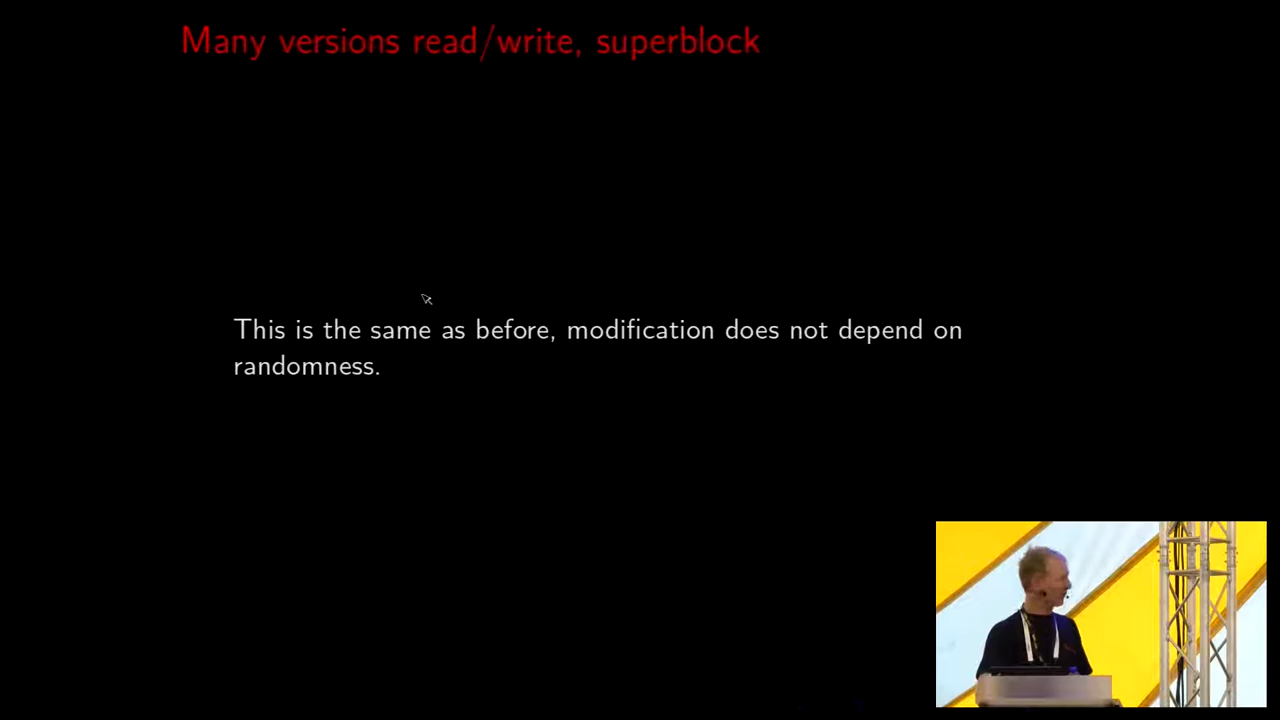 Many versions read/write, superblock
This is the same as before, modification does not depend on
randomness.